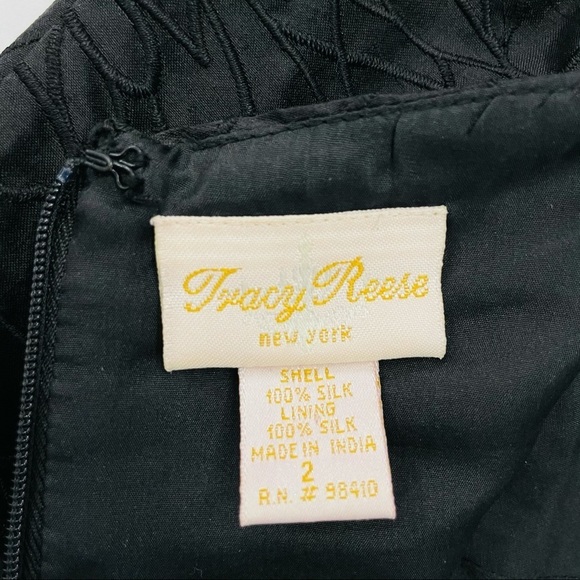 Tracy Reese
new york
SHELL
100% SILK
LINING
100% SILK
MADE IN INDIA
2
R.N. # 98410